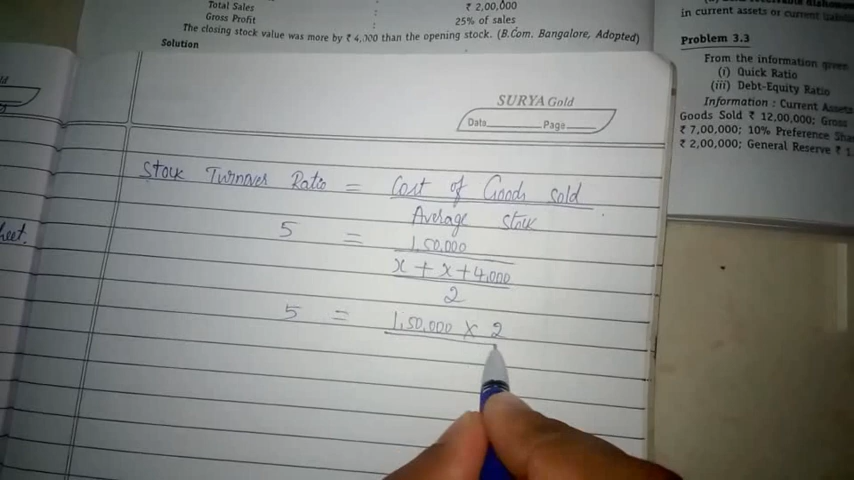 Total Sales : ₹ 2,00,000
Gross Profit : 25% of sales
The closing stock value was more by ₹ 4,000 than the opening stock. (B.Com. Bangalore, Adopted)
Solution
in current assets or current
Problem 3.3
From the information given
(i) Quick Ratio
(iii) Debt-Equity Ratio
Information : Current Assets
Goods Sold ₹ 12,00,000; Gross
₹ 7,00,000; 10% Preference
₹ 2,00,000; General Reserve ₹ 1
SURYA Gold
Date Page
Stock Turnover Ratio = Cost of Goods sold
Average stock
5 = 1,50,000
x + x + 4,000
2
5 = 1,50,000 × 2